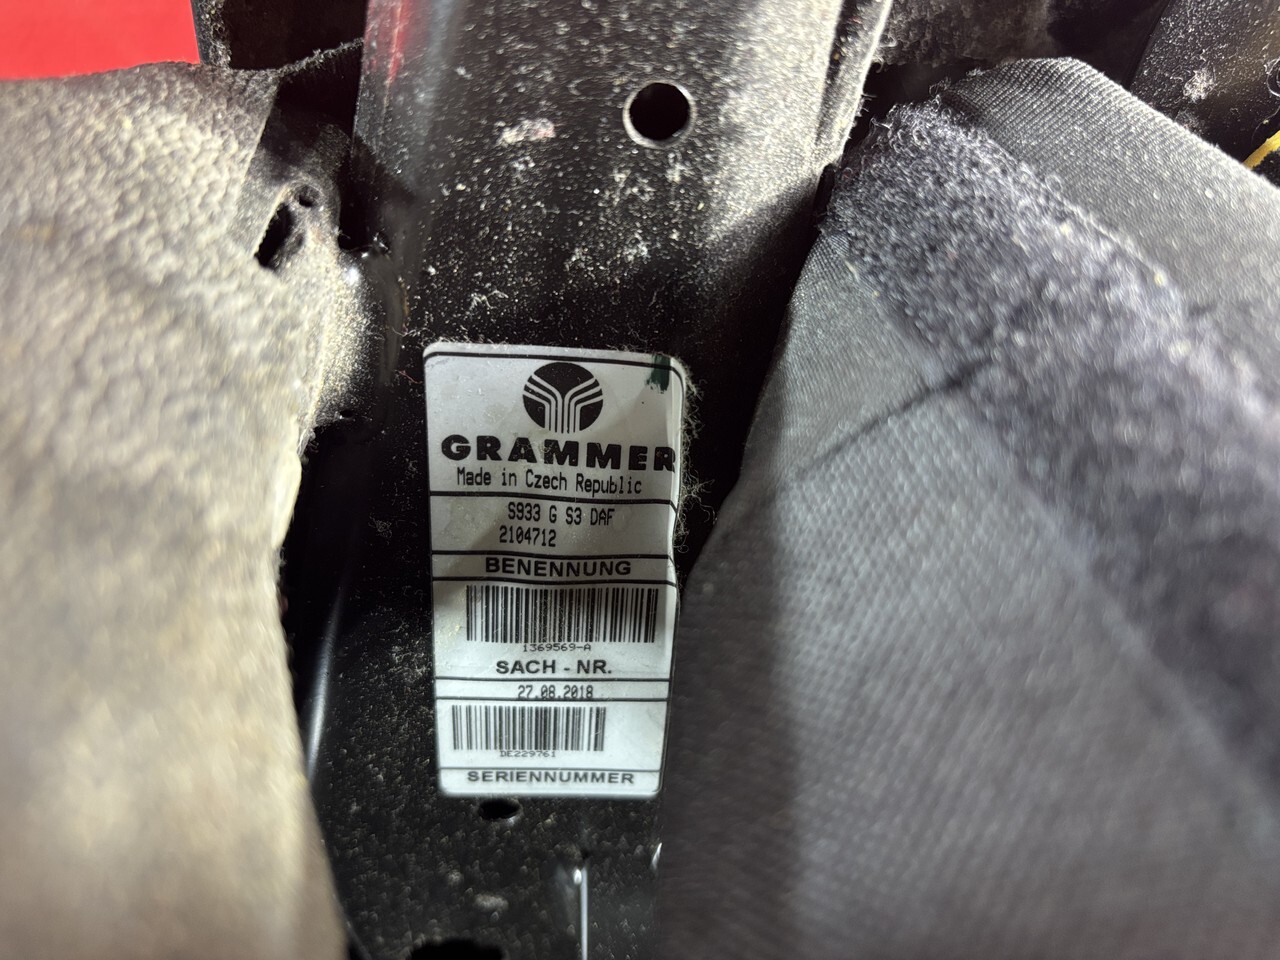 GRAMMER
Made in Czech Republic
S933 G S3 DAF
2104712
BENENNUNG
1369569-A
SACH - NR.
27.08.2018
DE229761
SERIENNUMMER